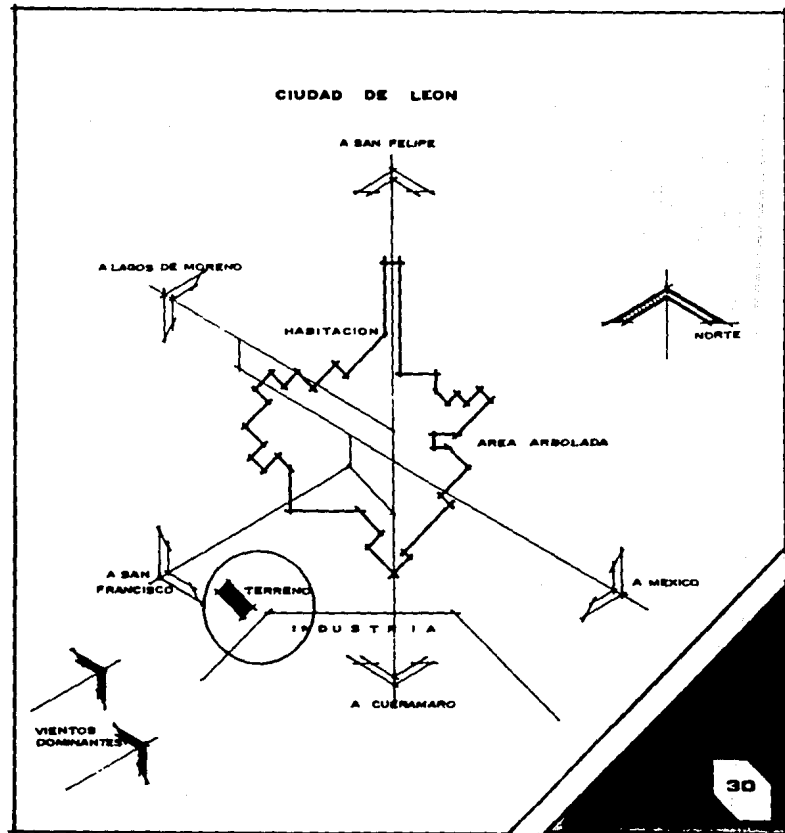 CIUDAD DE LEON
A SAN FELIPE
A LAGOS DE MORENO
HABITACION
NORTE
AREA ARBOLADA
A SAN
FRANCISCO
TERRENO
A MEXICO
INDUSTRIA
A CUERAMARO
VIENTOS
DOMINANTES
30